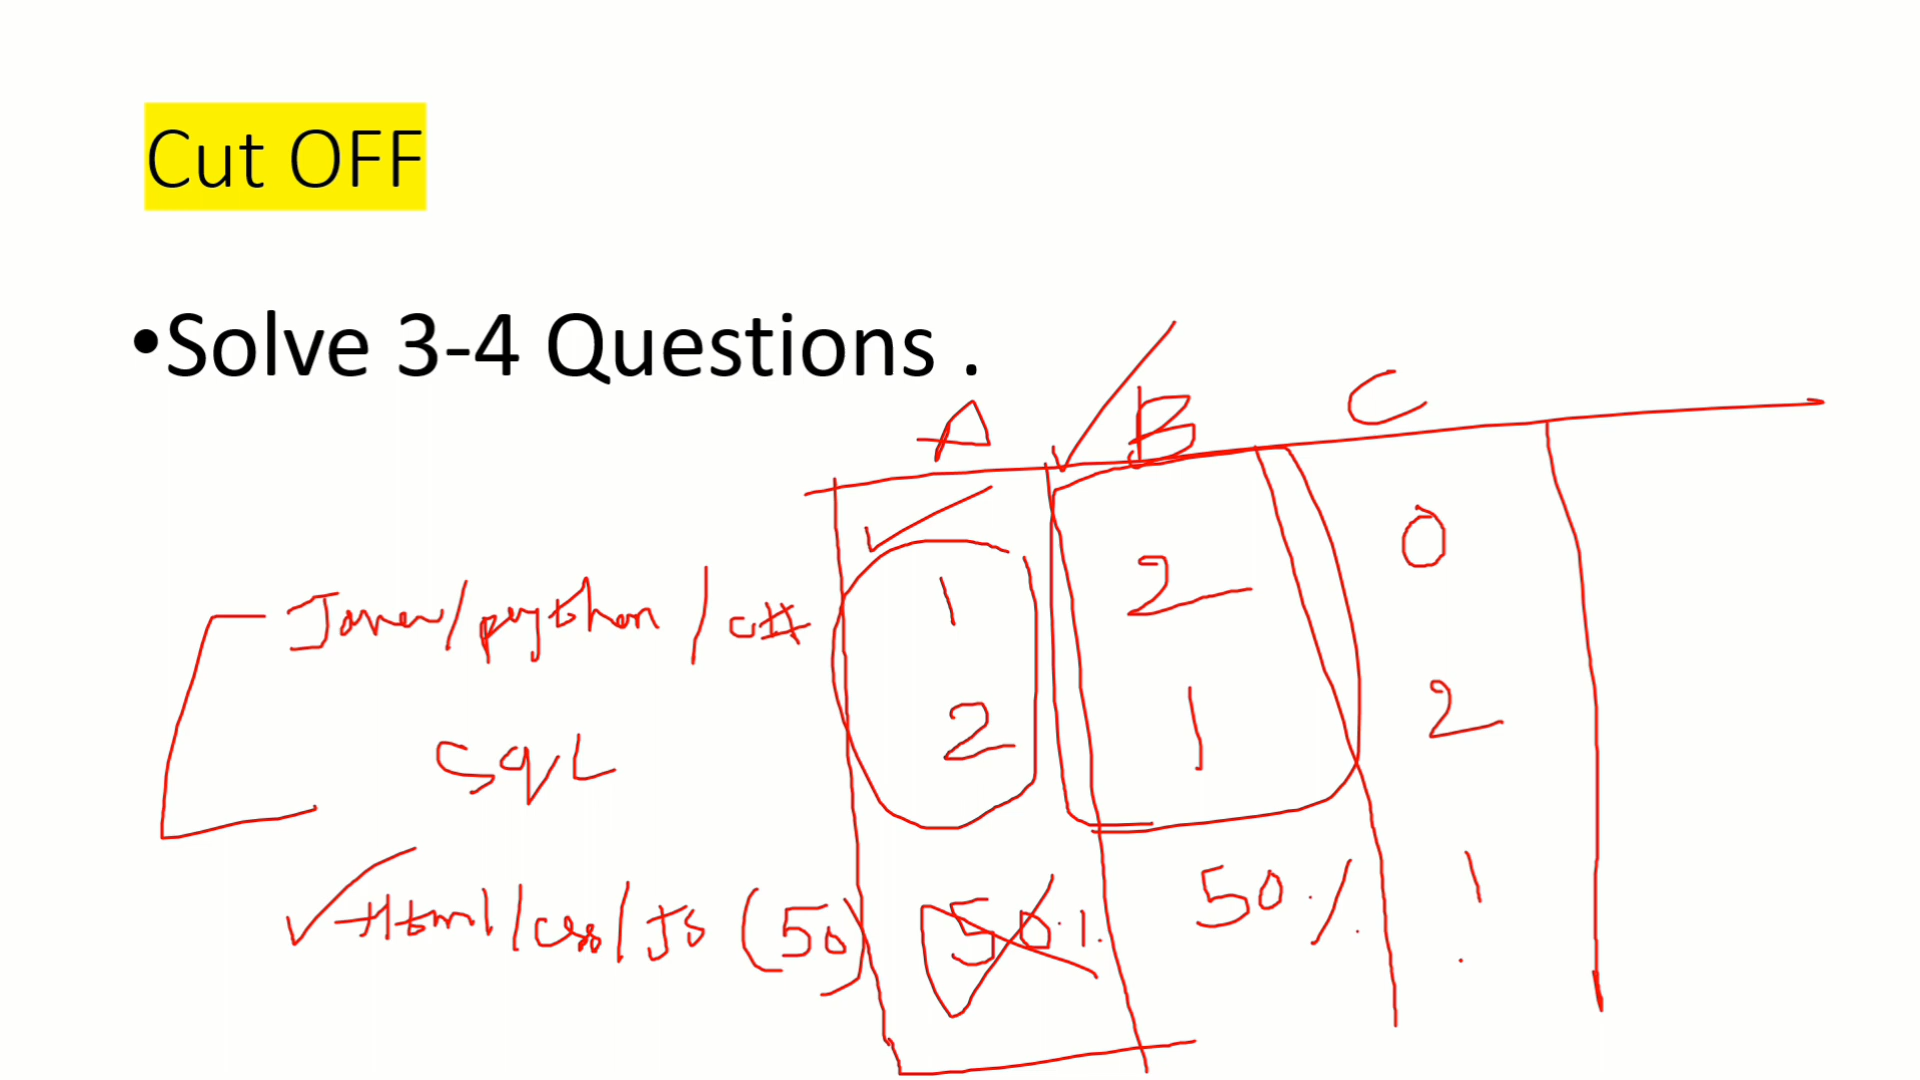 Cut OFF
•Solve 3-4 Questions .
A B C
Java/python/c# 1 2 0
SQL 2 1 2
Html/css/JS (50) 50% 50% !